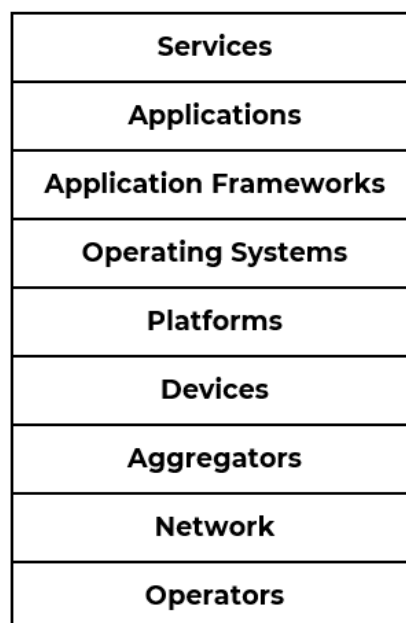 Services
Applications
Application Frameworks
Operating Systems
Platforms
Devices
Aggregators
Network
Operators